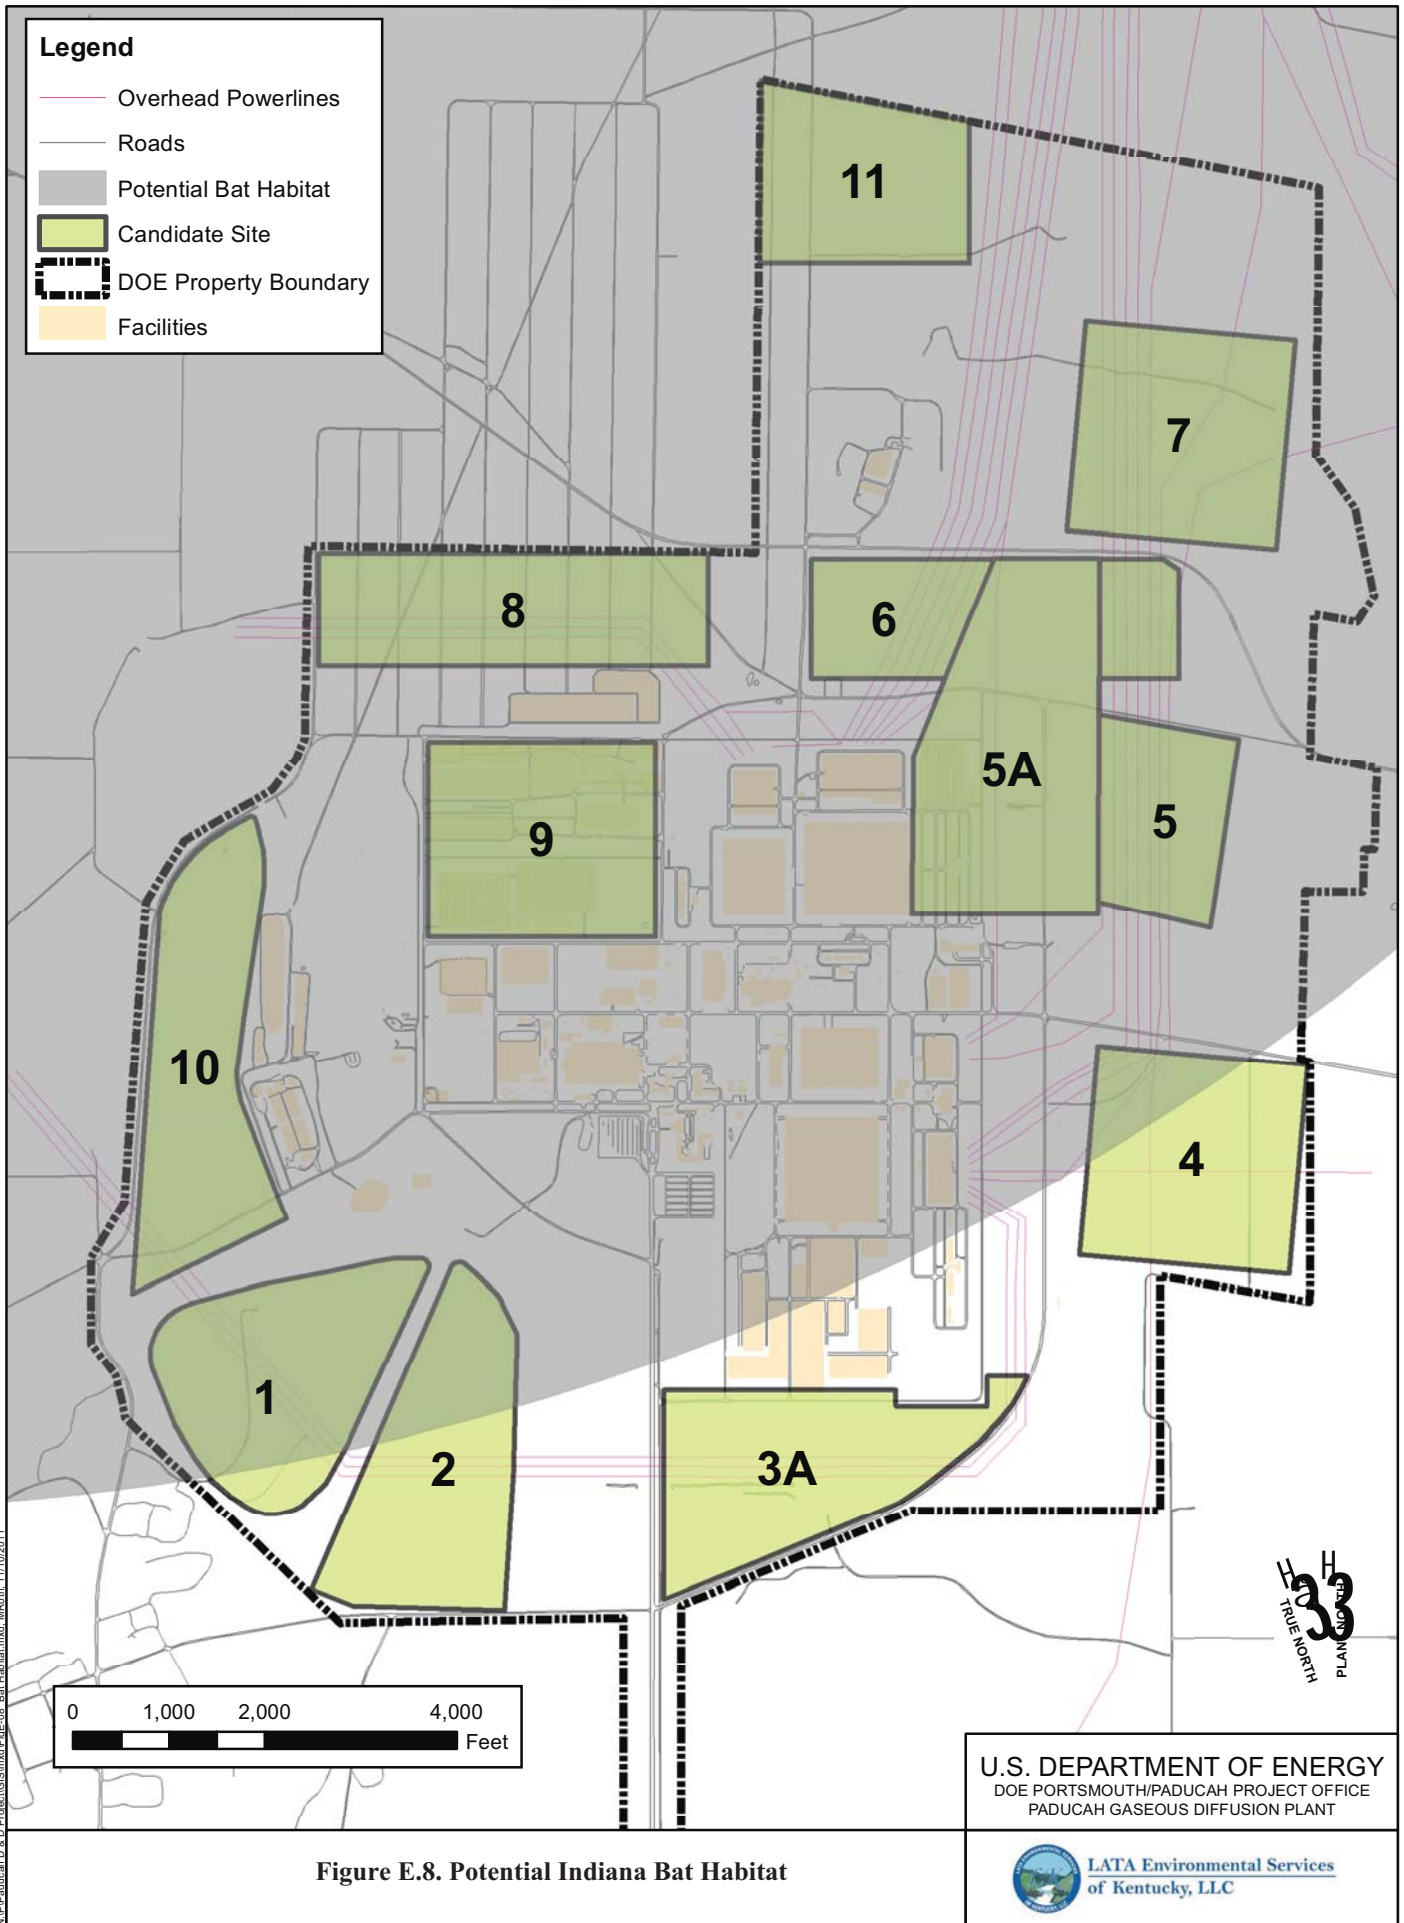 Legend
Overhead Powerlines
Roads
Potential Bat Habitat
Candidate Site
DOE Property Boundary
Facilities
11
7
8
6
5A
5
9
10
4
1
2
3A
TRUE NORTH
PLANT NORTH
0 1,000 2,000 4,000
Feet
U.S. DEPARTMENT OF ENERGY
DOE PORTSMOUTH/PADUCAH PROJECT OFFICE
PADUCAH GASEOUS DIFFUSION PLANT
Figure E.8. Potential Indiana Bat Habitat
LATA Environmental Services
of Kentucky, LLC